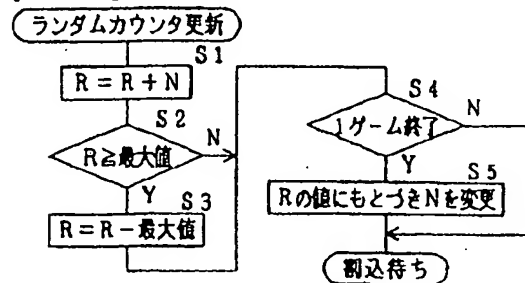 ランダムカウンタ更新
S1
R=R+N
S2
R≧最大値
N
Y
S3
R=R-最大値
S4
1ゲーム終了
N
Y
S5
Rの値にもとづきNを変更
割込待ち